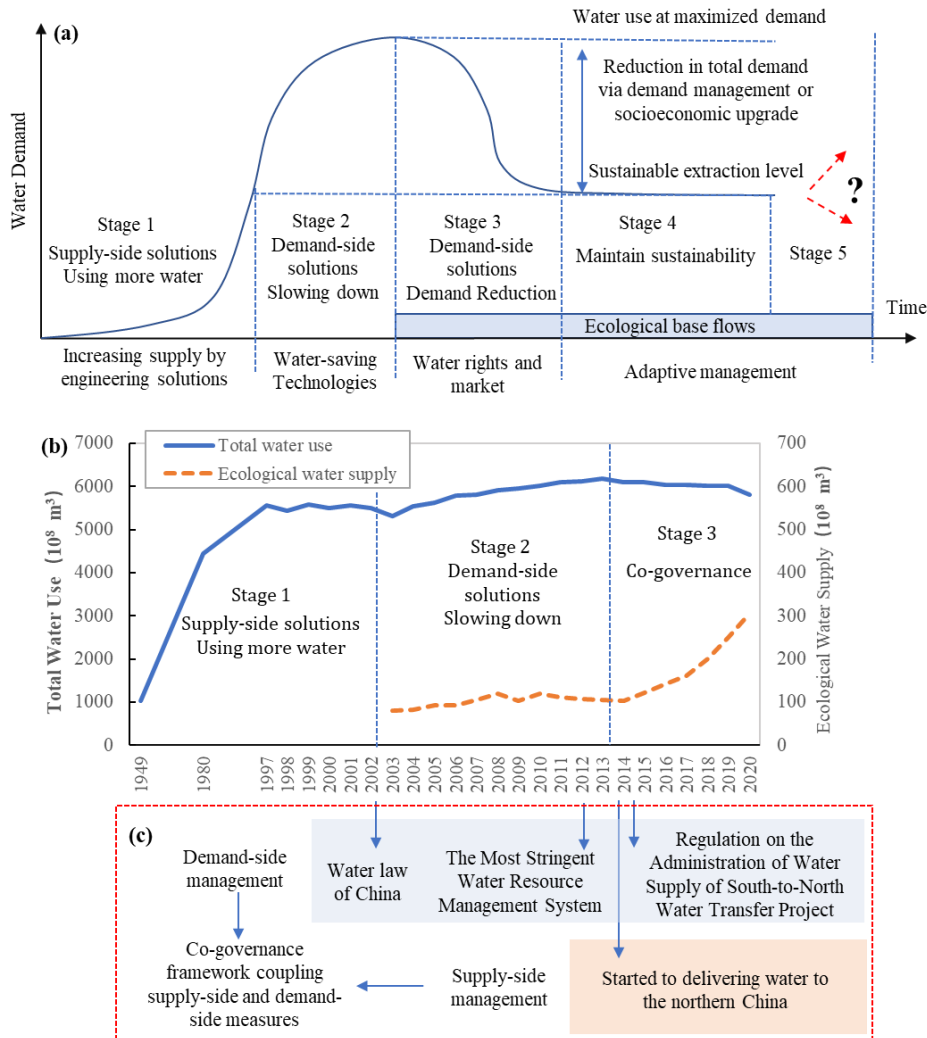 (a)
Water use at maximized demand
Reduction in total demand
via demand management or
socioeconomic upgrade
Sustainable extraction level
?
Water Demand
Stage 1
Supply-side solutions
Using more water
Stage 2
Demand-side
solutions
Slowing down
Stage 3
Demand-side
solutions
Demand Reduction
Stage 4
Maintain sustainability
Stage 5
Time
Ecological base flows
Increasing supply by
engineering solutions
Water-saving
Technologies
Water rights and
market
Adaptive management
(b)
Total water use
Ecological water supply
Total Water Use (10⁸ m³)
7000
6000
5000
4000
3000
2000
1000
0
Stage 1
Supply-side solutions
Using more water
Stage 2
Demand-side
solutions
Slowing down
Stage 3
Co-governance
700
600
500
400
300
200
100
0
Ecological Water Supply (10⁸ m³)
1949
1980
1997
1998
1999
2000
2001
2002
2003
2004
2005
2006
2007
2008
2009
2010
2011
2012
2013
2014
2015
2016
2017
2018
2019
2020
(c)
Demand-side
management
Water law
of China
The Most Stringent
Water Resource
Management System
Regulation on the
Administration of Water
Supply of South-to-North
Water Transfer Project
Co-governance
framework coupling
supply-side and demand-
side measures
Supply-side
management
Started to delivering water to
the northern China